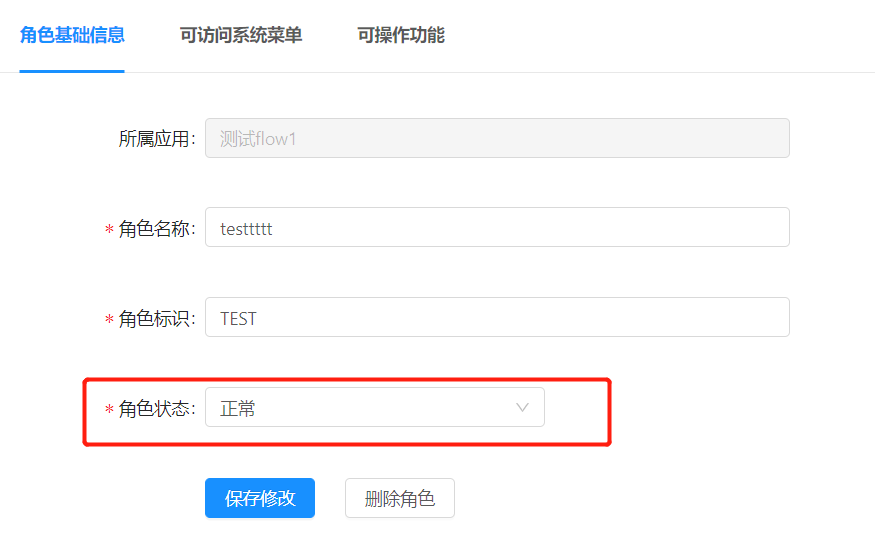 角色基础信息 可访问系统菜单 可操作功能
所属应用: 测试flow1
* 角色名称: testtttt
* 角色标识: TEST
* 角色状态: 正常
保存修改 删除角色